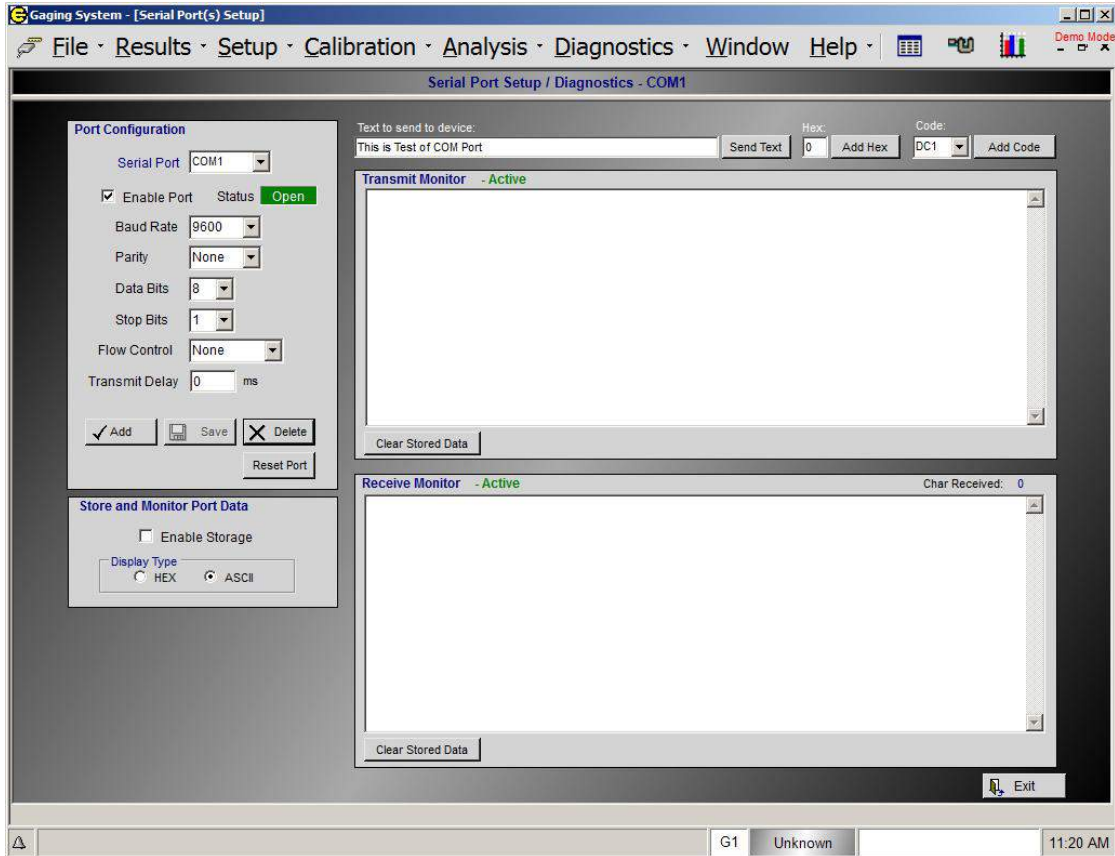 Gaging System - [Serial Port(s) Setup]
File Results Setup Calibration Analysis Diagnostics Window Help Demo Mode
Serial Port Setup / Diagnostics - COM1
Port Configuration
Serial Port COM1
Enable Port Status Open
Baud Rate 9600
Parity None
Data Bits 8
Stop Bits 1
Flow Control None
Transmit Delay 0 ms
Add Save Delete
Reset Port
Store and Monitor Port Data
Enable Storage
Display Type
HEX ASCII
Text to send to device: Hex: Code:
This is Test of COM Port Send Text 0 Add Hex DC1 Add Code
Transmit Monitor - Active
Clear Stored Data
Receive Monitor - Active Char Received: 0
Clear Stored Data
Exit
G1 Unknown 11:20 AM